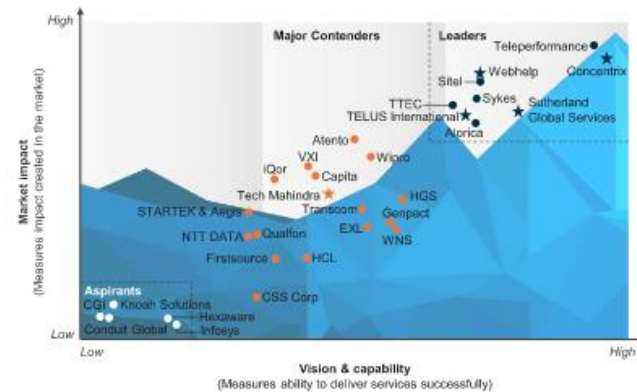 High
Major Contenders
Leaders
Teleperformance
Webhelp
Concentrix
Sitel
TTEC
Sykes
Sutherland
Global Services
TELUS International
Alorica
Atento
VXI
Wipro
iQor
Capita
Tech Mahindra
HGS
STARTEK & Aegis
Transcom
Genpact
NTT DATA
Qualfon
EXL
WNS
Firstsource
HCL
Aspirants
CGI
Knoah Solutions
CSS Corp
Hexaware
Conduit Global
Infosys
Low
Low
High
Market impact
(Measures impact created in the market)
Vision & capability
(Measures ability to deliver services successfully)